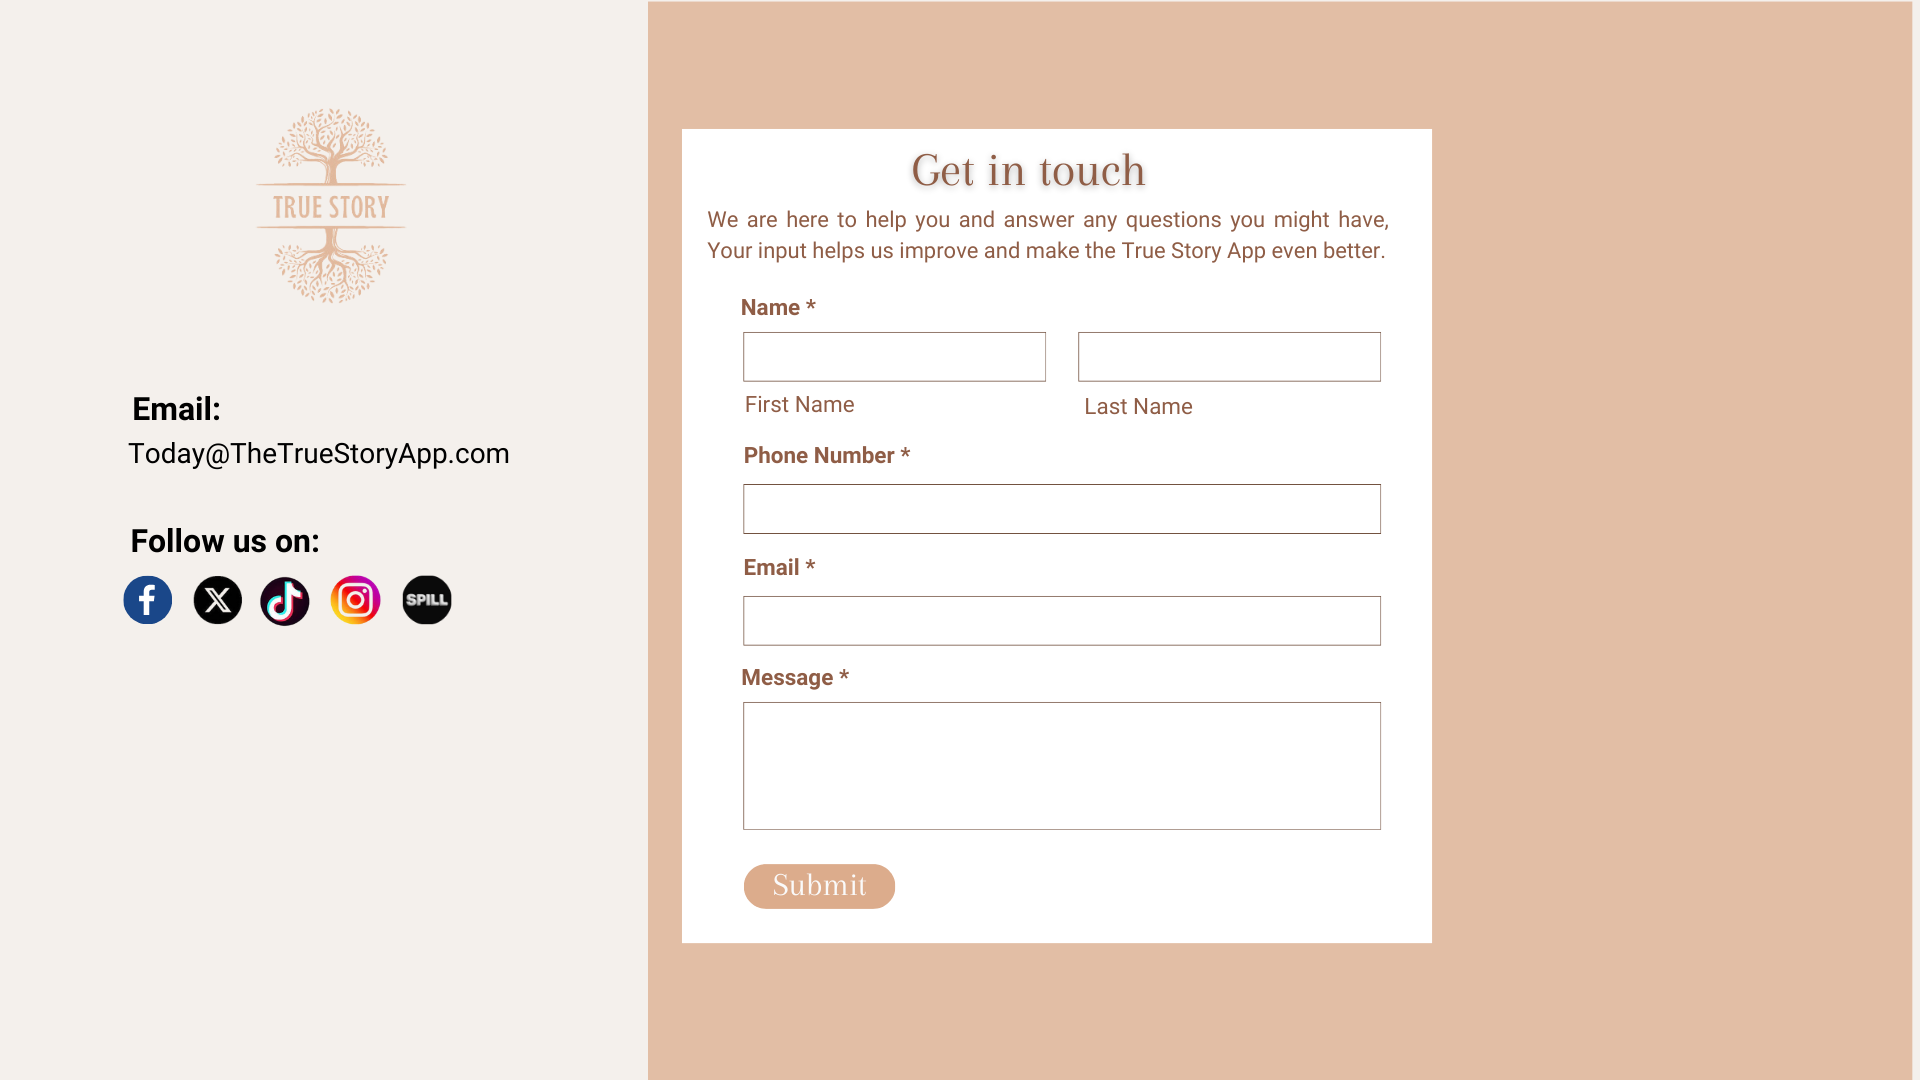 TRUE STORY
Email:
Today@TheTrueStoryApp.com
Follow us on:
SPILL
Get in touch
We are here to help you and answer any questions you might have,
Your input helps us improve and make the True Story App even better.
Name *
First Name
Last Name
Phone Number *
Email *
Message *
Submit